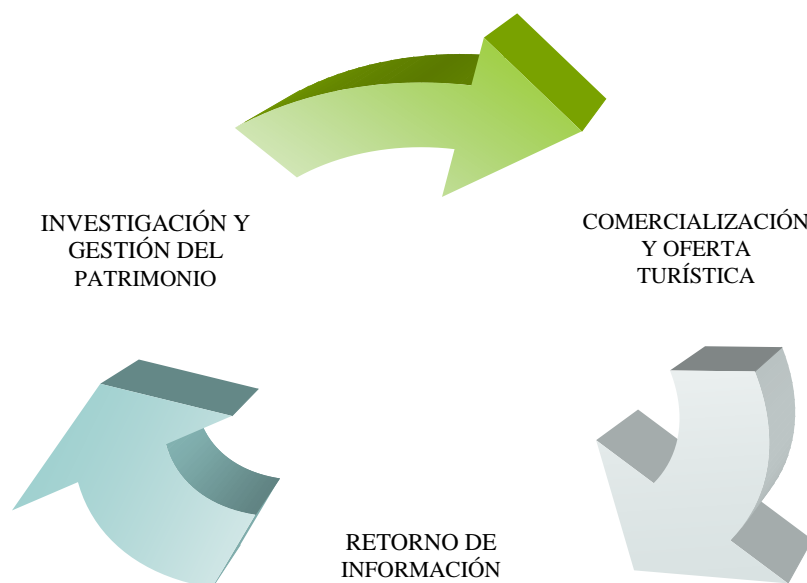 INVESTIGACIÓN Y
GESTIÓN DEL
PATRIMONIO
COMERCIALIZACIÓN
Y OFERTA
TURÍSTICA
RETORNO DE
INFORMACIÓN